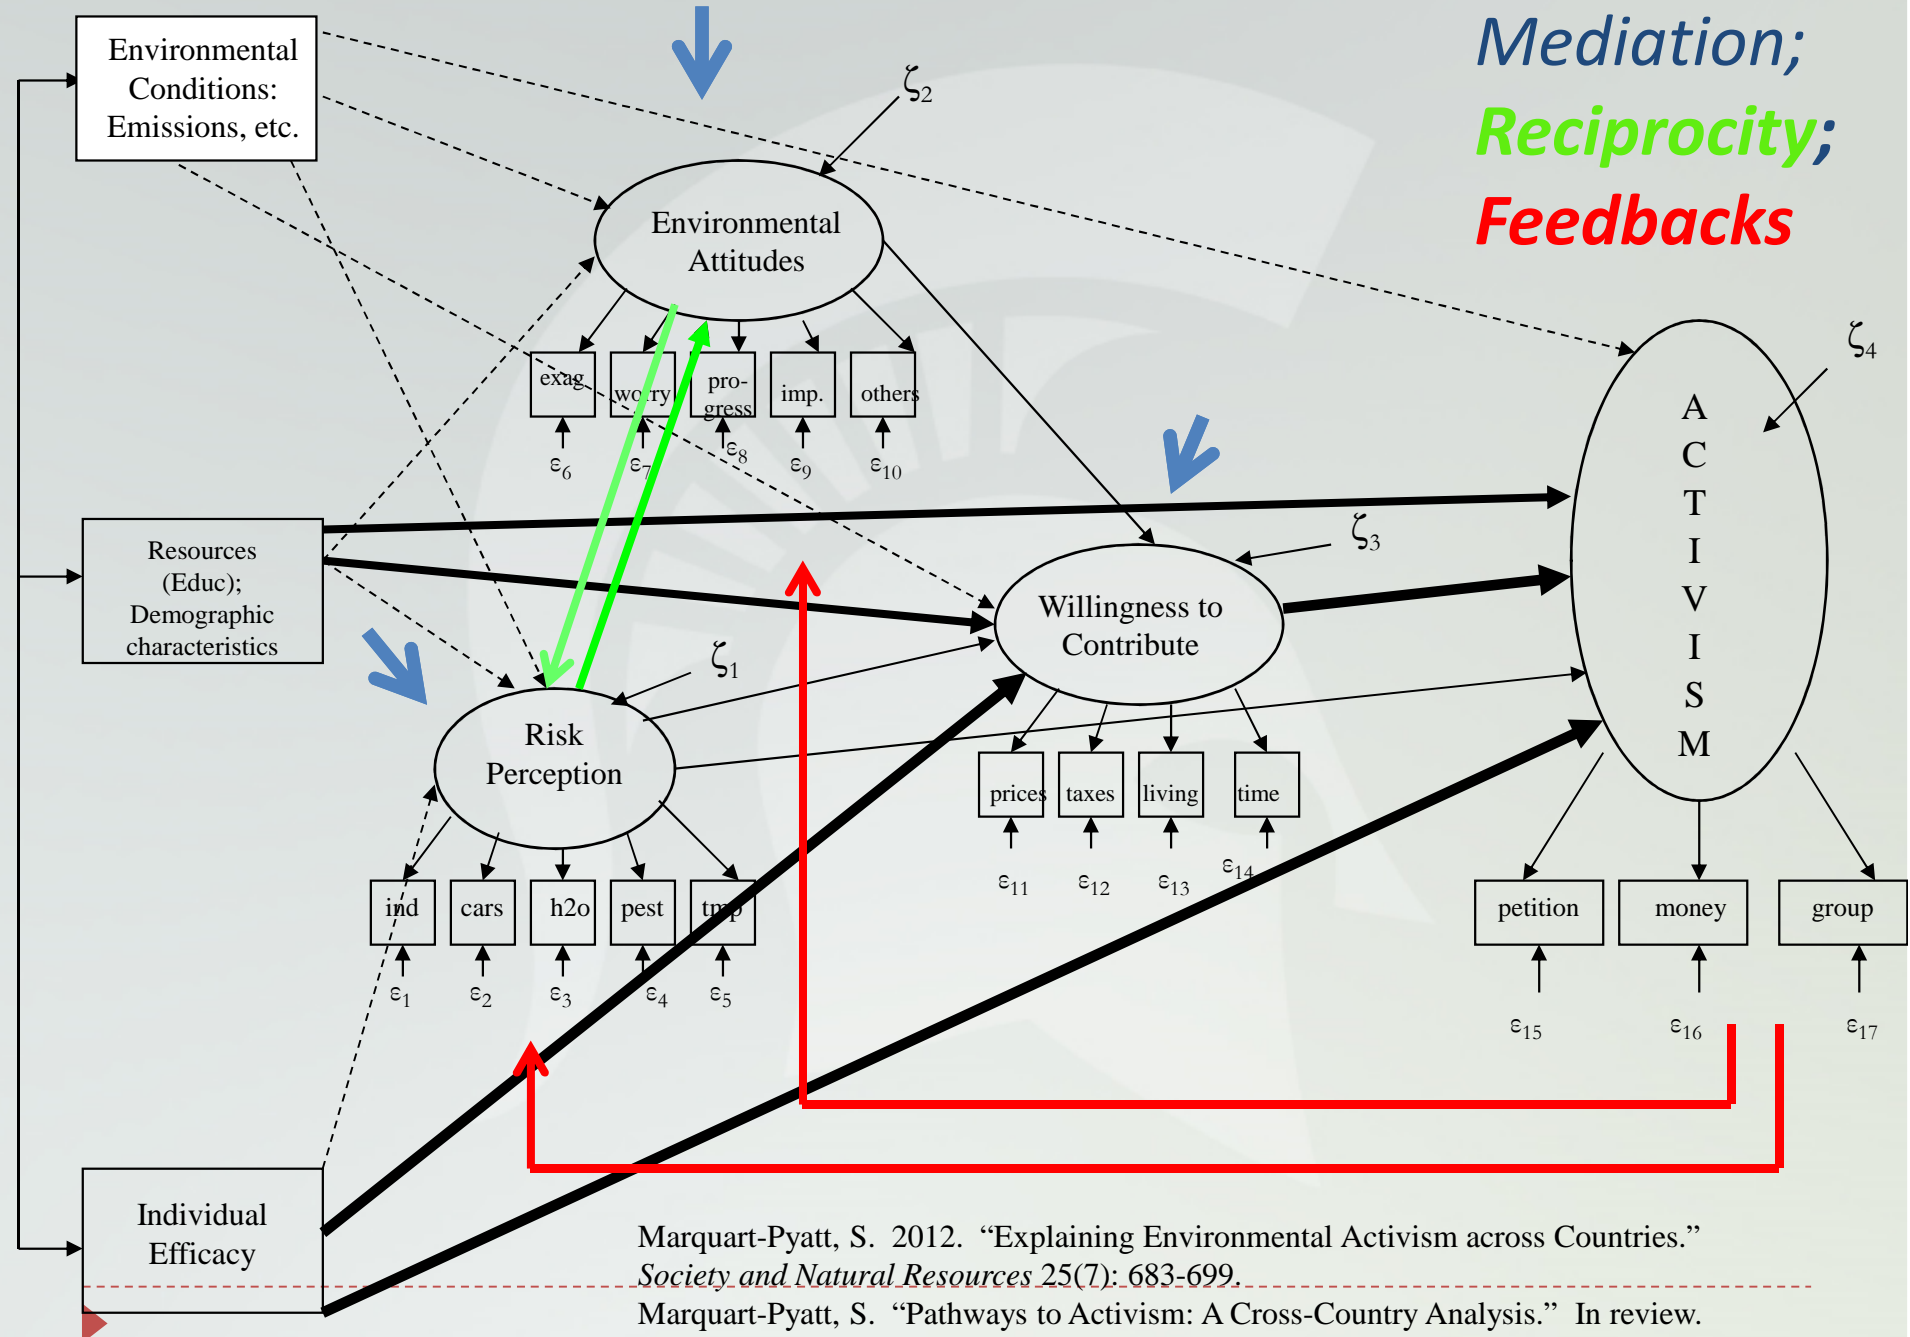 Mediation;
Reciprocity;
Feedbacks
Environmental
Conditions:
Emissions, etc.
ζ2
Environmental
Attitudes
ζ4
exag
worry
pro-
gress
imp.
others
ε6
ε7
ε8
ε9
ε10
A
C
T
I
V
I
S
M
Resources
(Educ);
Demographic
characteristics
ζ3
Willingness to
Contribute
ζ1
Risk
Perception
prices
taxes
living
time
ε11
ε12
ε13
ε14
ind
cars
h2o
pest
tmp
petition
money
group
ε1
ε2
ε3
ε4
ε5
ε15
ε16
ε17
Individual
Efficacy
Marquart-Pyatt, S. 2012. “Explaining Environmental Activism across Countries.”
Society and Natural Resources 25(7): 683-699.
Marquart-Pyatt, S. “Pathways to Activism: A Cross-Country Analysis.” In review.